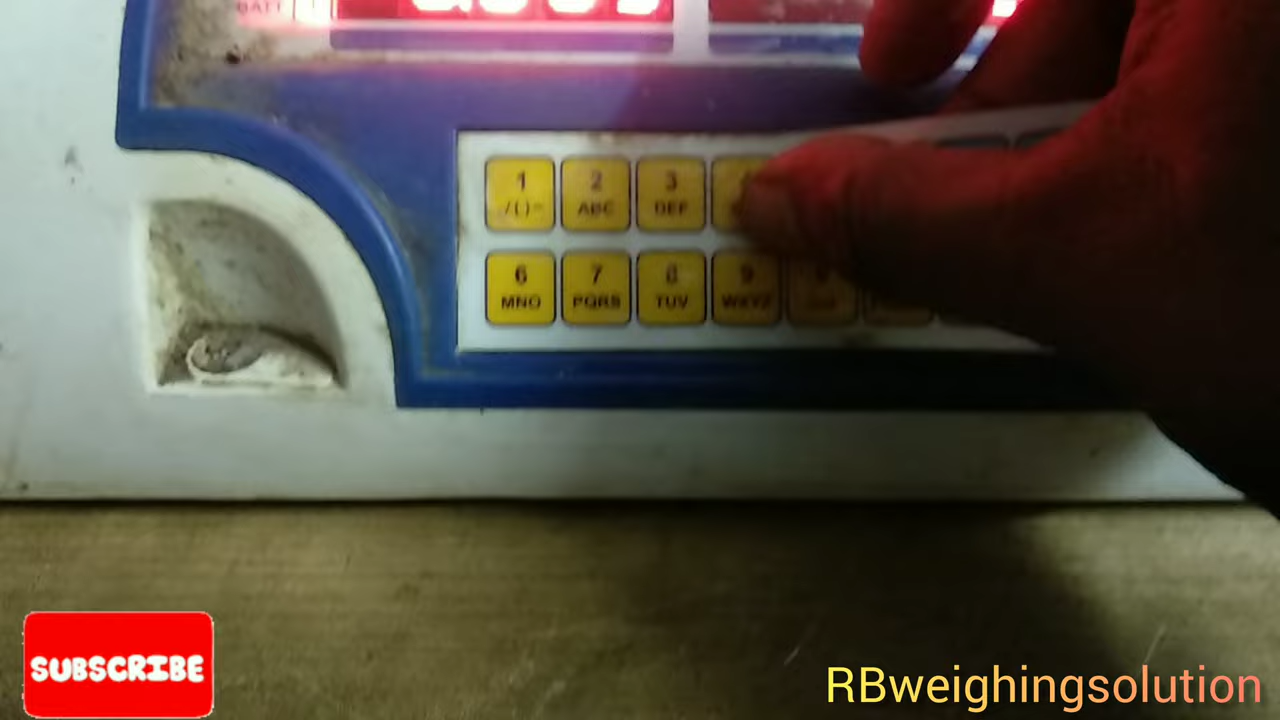 BATT
1 2 3
/()= ABC DEF
6 7 8 9
MNO PQRS TUV WXYZ
SUBSCRIBE
RBweighingsolution